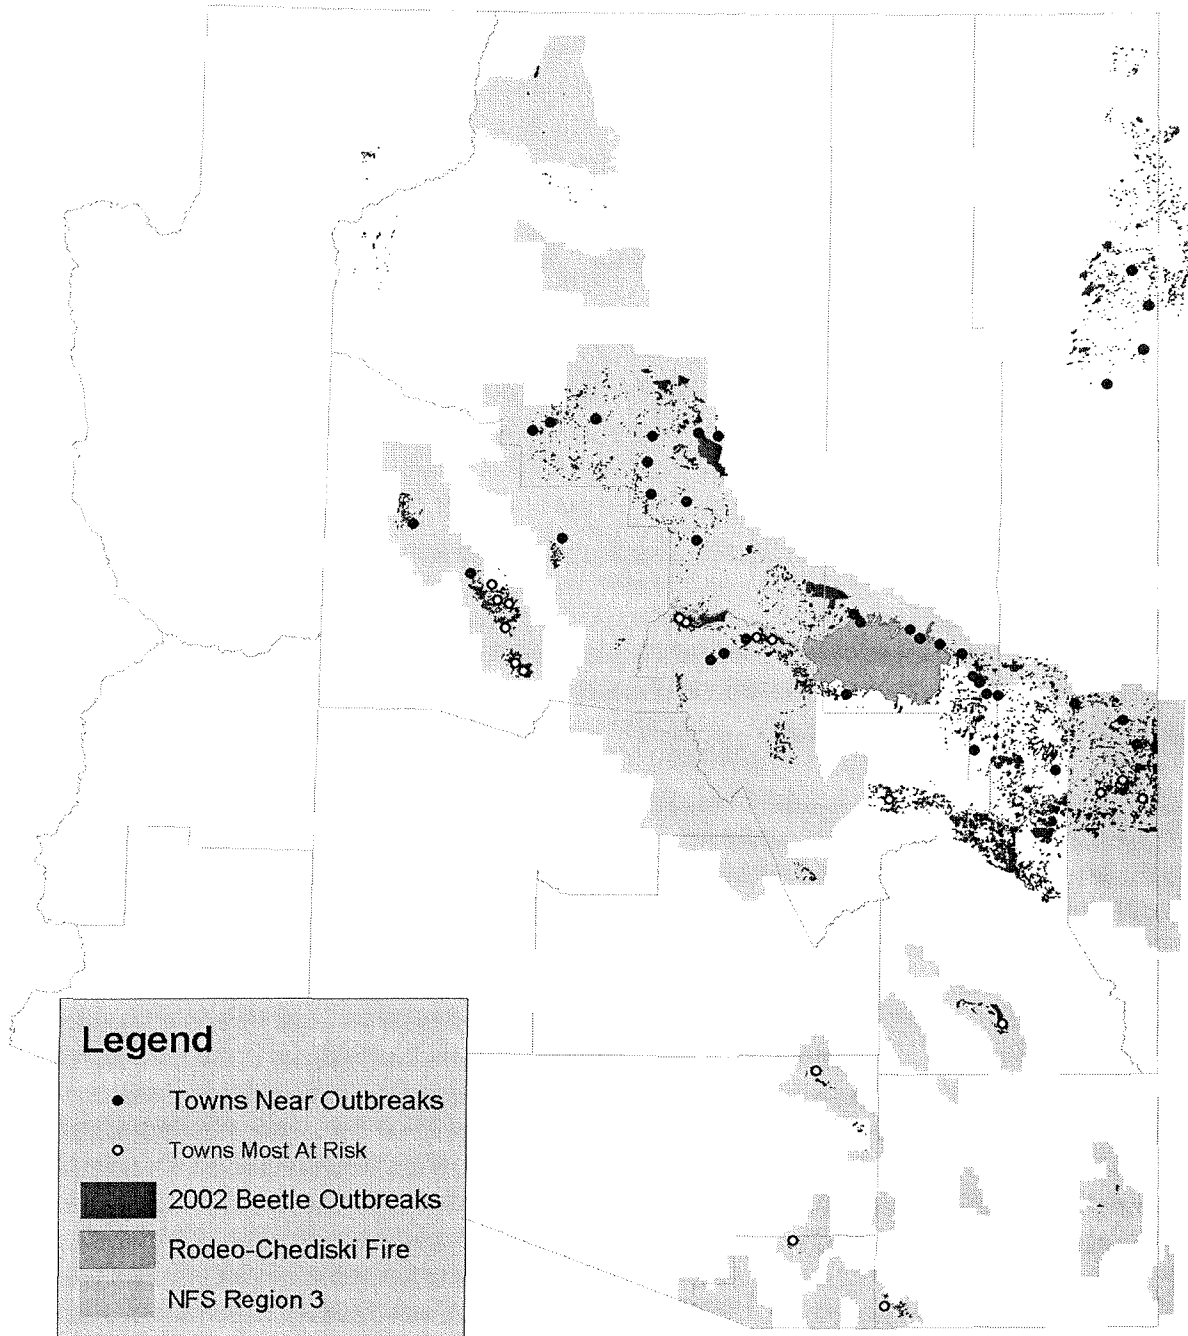 Legend
Towns Near Outbreaks
Towns Most At Risk
2002 Beetle Outbreaks
Rodeo-Chediski Fire
NFS Region 3